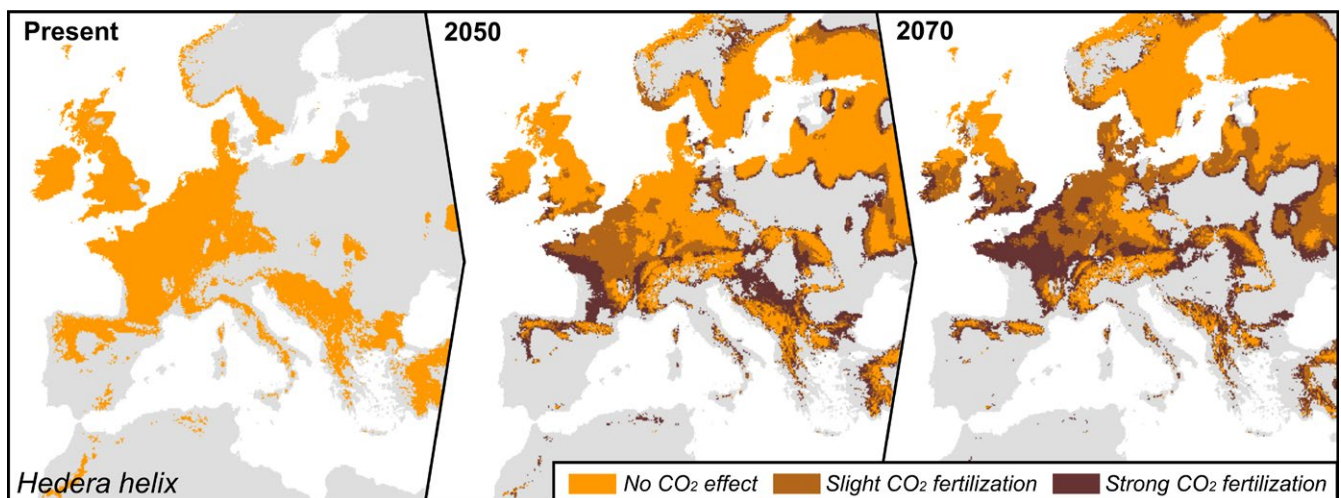 Present
2050
2070
Hedera helix
No CO₂ effect
Slight CO₂ fertilization
Strong CO₂ fertilization